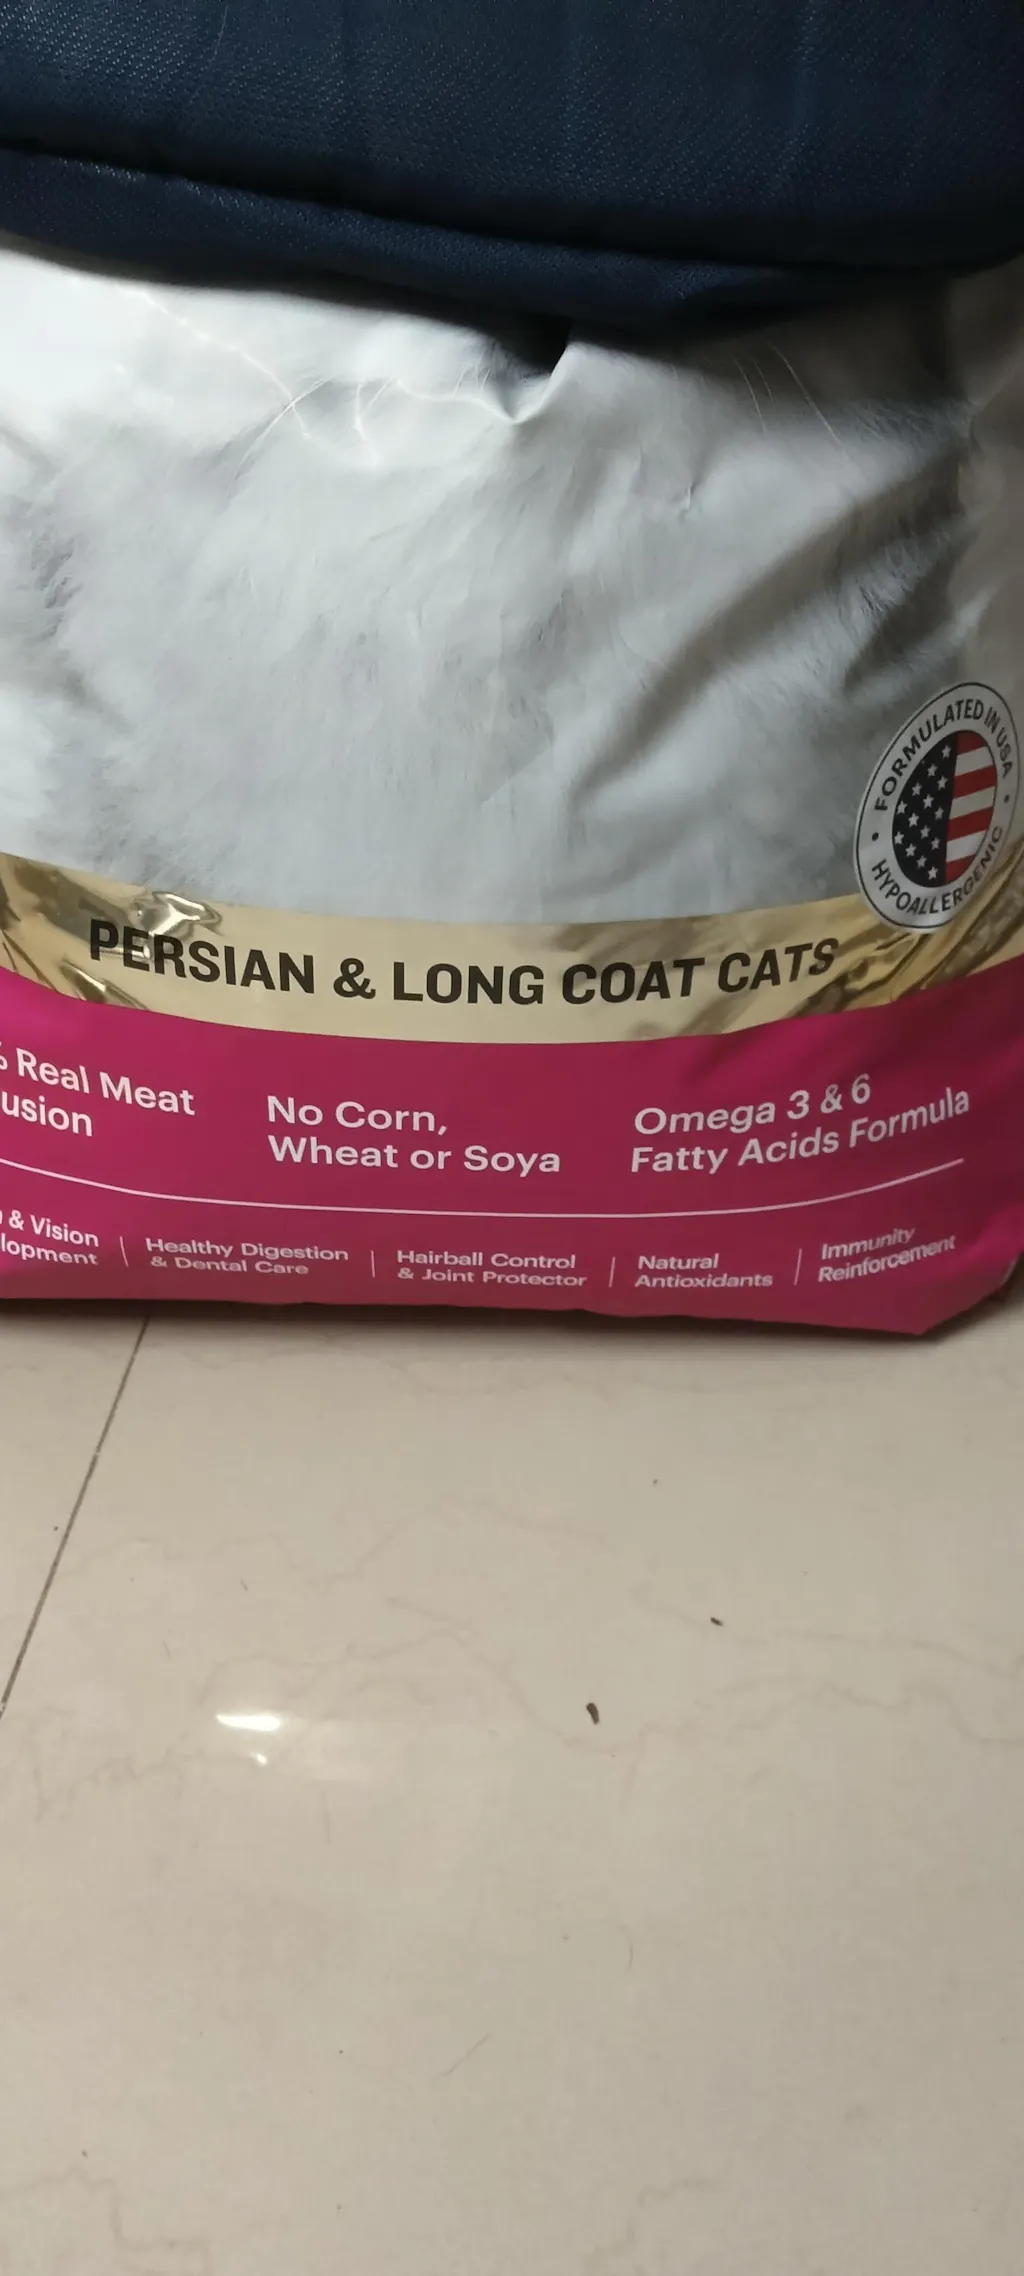 FORMULATED IN USA
HYPOALLERGENIC
PERSIAN & LONG COAT CATS
% Real Meat
usion
No Corn,
Wheat or Soya
Omega 3 & 6
Fatty Acids Formula
& Vision
lopment
Healthy Digestion
& Dental Care
Hairball Control
& Joint Protector
Natural
Antioxidants
Immunity
Reinforcement